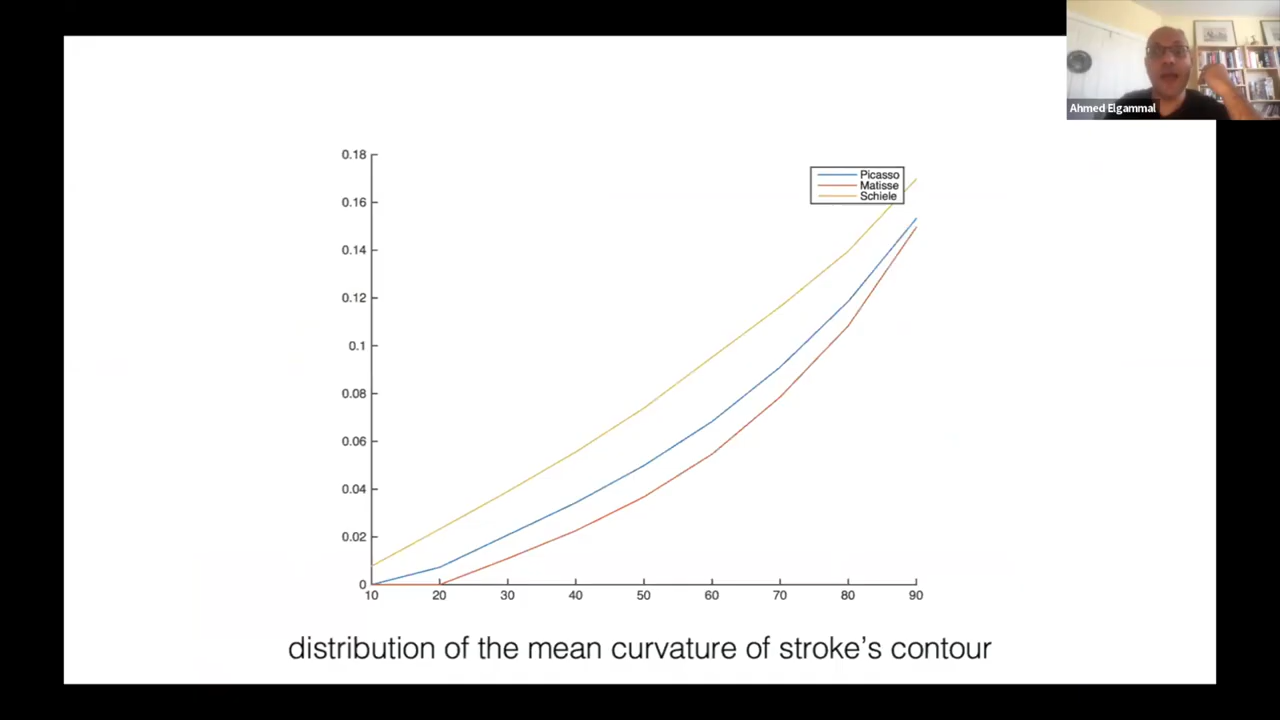 Ahmed Elgammal
0.18
0.16
0.14
0.12
0.1
0.08
0.06
0.04
0.02
0
Picasso
Matisse
Schiele
10 20 30 40 50 60 70 80 90
distribution of the mean curvature of stroke's contour